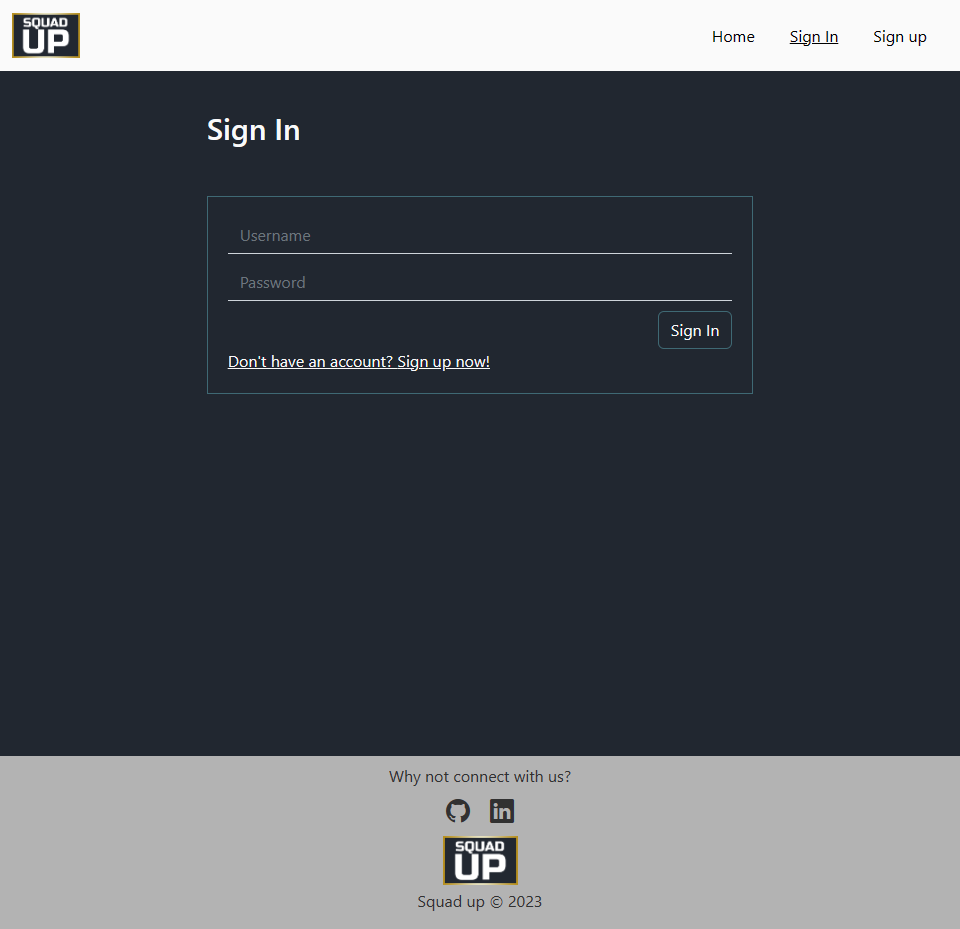 SQUAD
UP
Home Sign In Sign up
Sign In
Username
Password
Sign In
Don't have an account? Sign up now!
Why not connect with us?
in
SQUAD
UP
Squad up © 2023